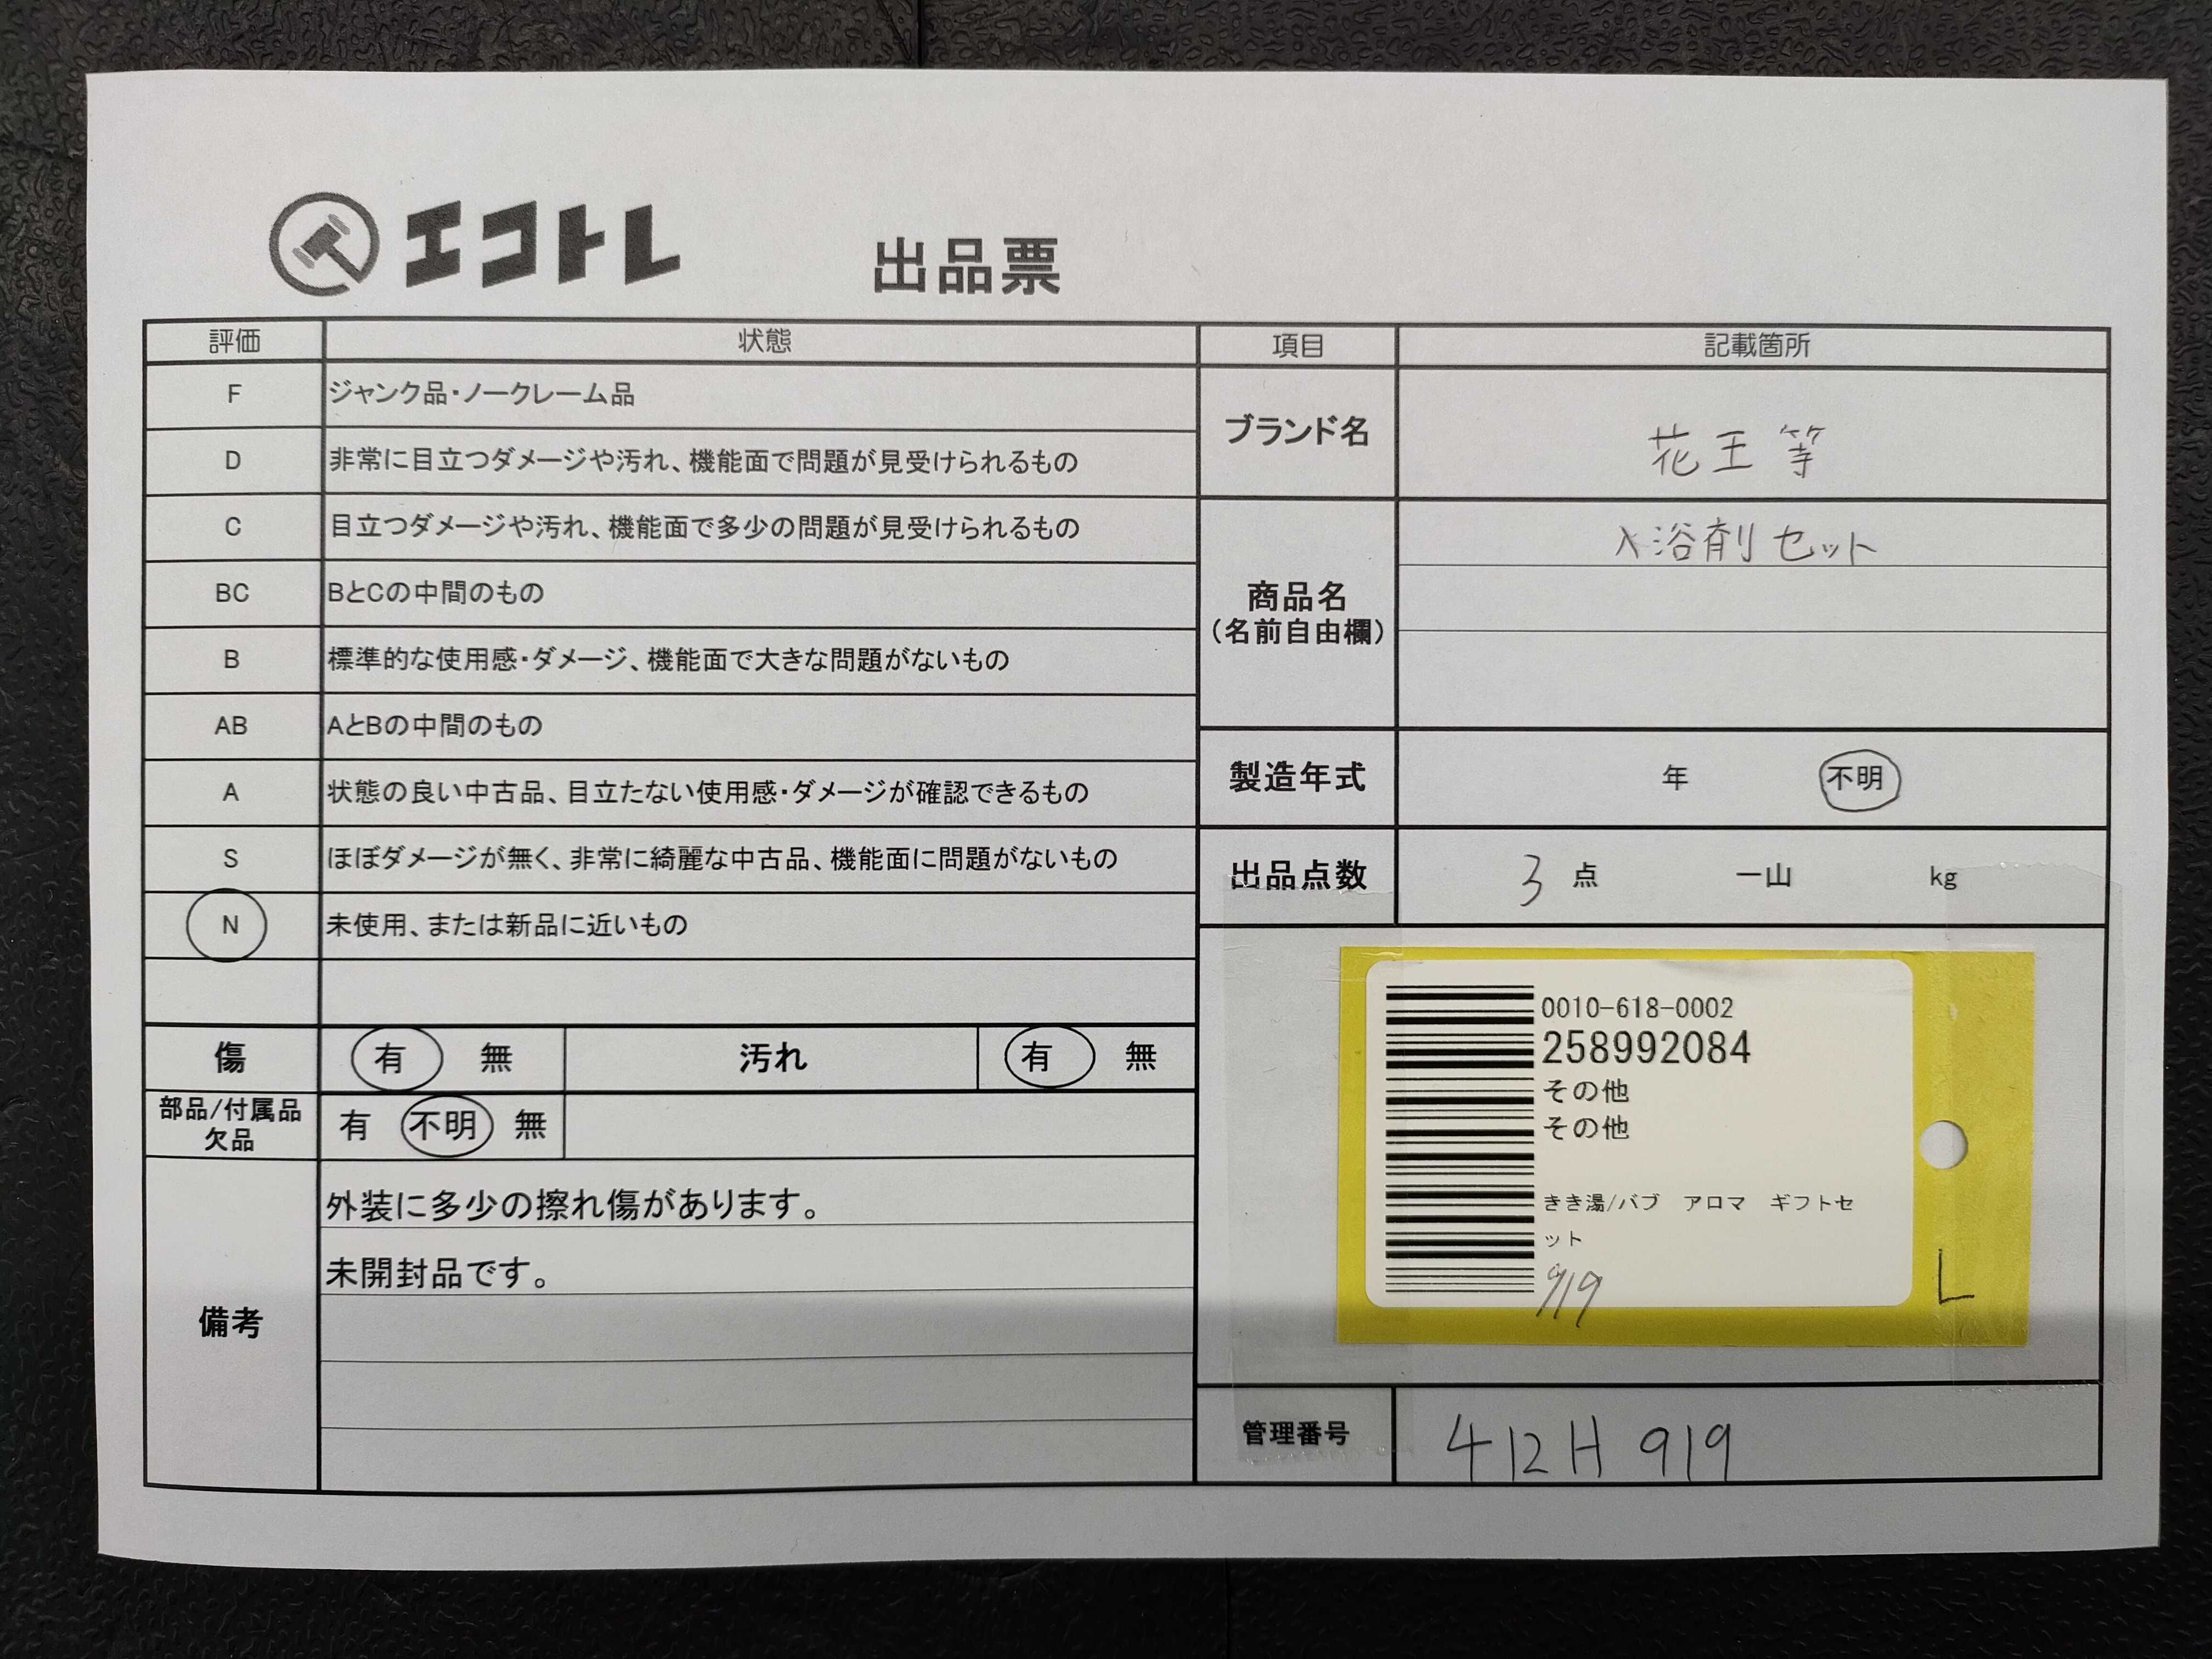 エコトレ
出品票
評価 状態
F ジャンク品・ノークレーム品
D 非常に目立つダメージや汚れ、機能面で問題が見受けられるもの
C 目立つダメージや汚れ、機能面で多少の問題が見受けられるもの
BC BとCの中間のもの
B 標準的な使用感・ダメージ、機能面で大きな問題がないもの
AB AとBの中間のもの
A 状態の良い中古品、目立たない使用感・ダメージが確認できるもの
S ほぼダメージが無く、非常に綺麗な中古品、機能面に問題がないもの
N 未使用、または新品に近いもの
傷 有 無 汚れ 有 無
部品/付属品
欠品
有 不明 無
備考
外装に多少の擦れ傷があります。
未開封品です。
項目 記載箇所
ブランド名 花王等
商品名
(名前自由欄)
入浴剤セット
製造年式 年 不明
出品点数 3 点 一山 kg
0010-618-0002
258992084
その他
その他
きき湯/バブ アロマ ギフトセ
ット
919
L
管理番号 412H 919